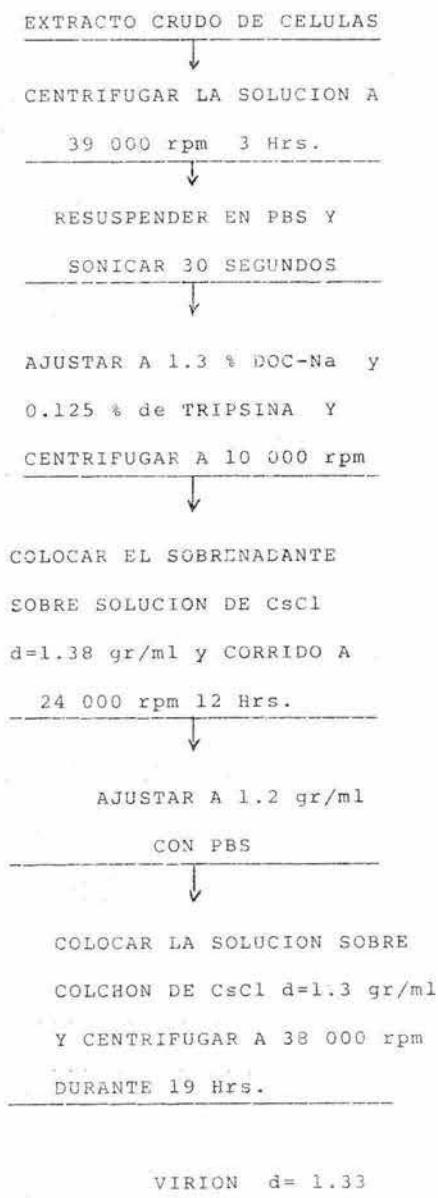 EXTRACTO CRUDO DE CELULAS
CENTRIFUGAR LA SOLUCION A
39 000 rpm 3 Hrs.
RESUSPENDER EN PBS Y
SONICAR 30 SEGUNDOS
AJUSTAR A 1.3 % DOC-Na y
0.125 % de TRIPSINA Y
CENTRIFUGAR A 10 000 rpm
COLOCAR EL SOBRENADANTE
SOBRE SOLUCION DE CsCl
d=1.38 gr/ml y CORRIDO A
24 000 rpm 12 Hrs.
AJUSTAR A 1.2 gr/ml
CON PBS
COLOCAR LA SOLUCION SOBRE
COLCHON DE CsCl d=1.3 gr/ml
Y CENTRIFUGAR A 38 000 rpm
DURANTE 19 Hrs.
VIRION d= 1.33